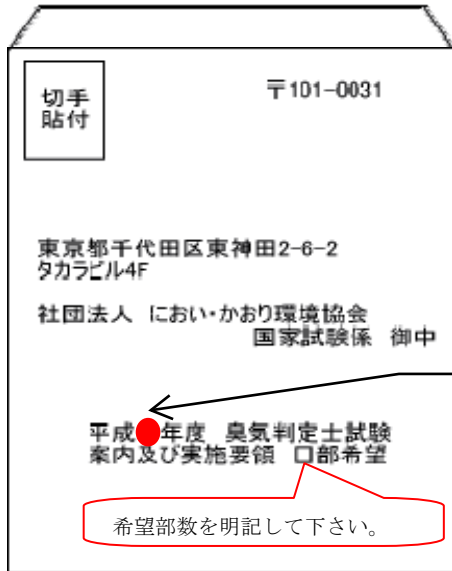 切手
貼付
〒101-0031
東京都千代田区東神田2-6-2
タカラビル4F
社団法人 におい・かおり環境協会
国家試験係 御中
平成●年度 臭気判定士試験
案内及び実施要領 □部希望
希望部数を明記して下さい。